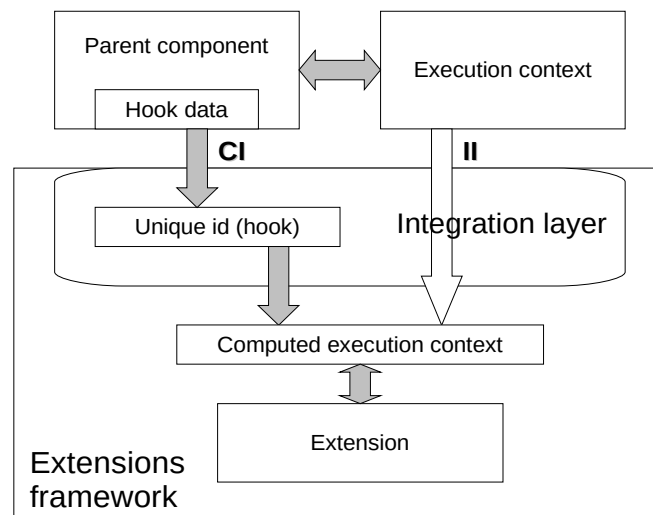 Parent component
Execution context
Hook data
CI
II
Unique id (hook)
Integration layer
Computed execution context
Extension
Extensions
framework